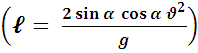 (ℓ = 2 sin α cos α ϑ² / g)